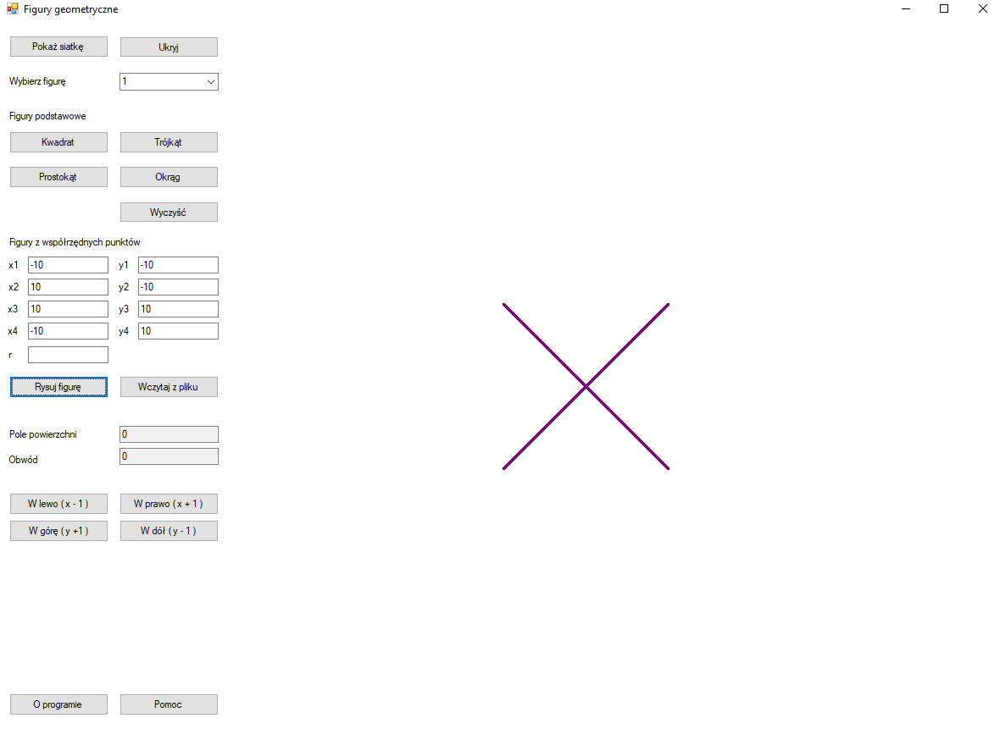 Figury geometryczne
Pokaż siatkę Ukryj
Wybierz figurę 1
Figury podstawowe
Kwadrat Trójkąt
Prostokąt Okrąg
Wyczyść
Figury z współrzędnych punktów
x1 -10 y1 -10
x2 10 y2 -10
x3 10 y3 10
x4 -10 y4 10
r
Rysuj figurę Wczytaj z pliku
Pole powierzchni 0
Obwód 0
W lewo ( x - 1 ) W prawo ( x + 1 )
W górę ( y +1 ) W dół ( y - 1 )
O programie Pomoc